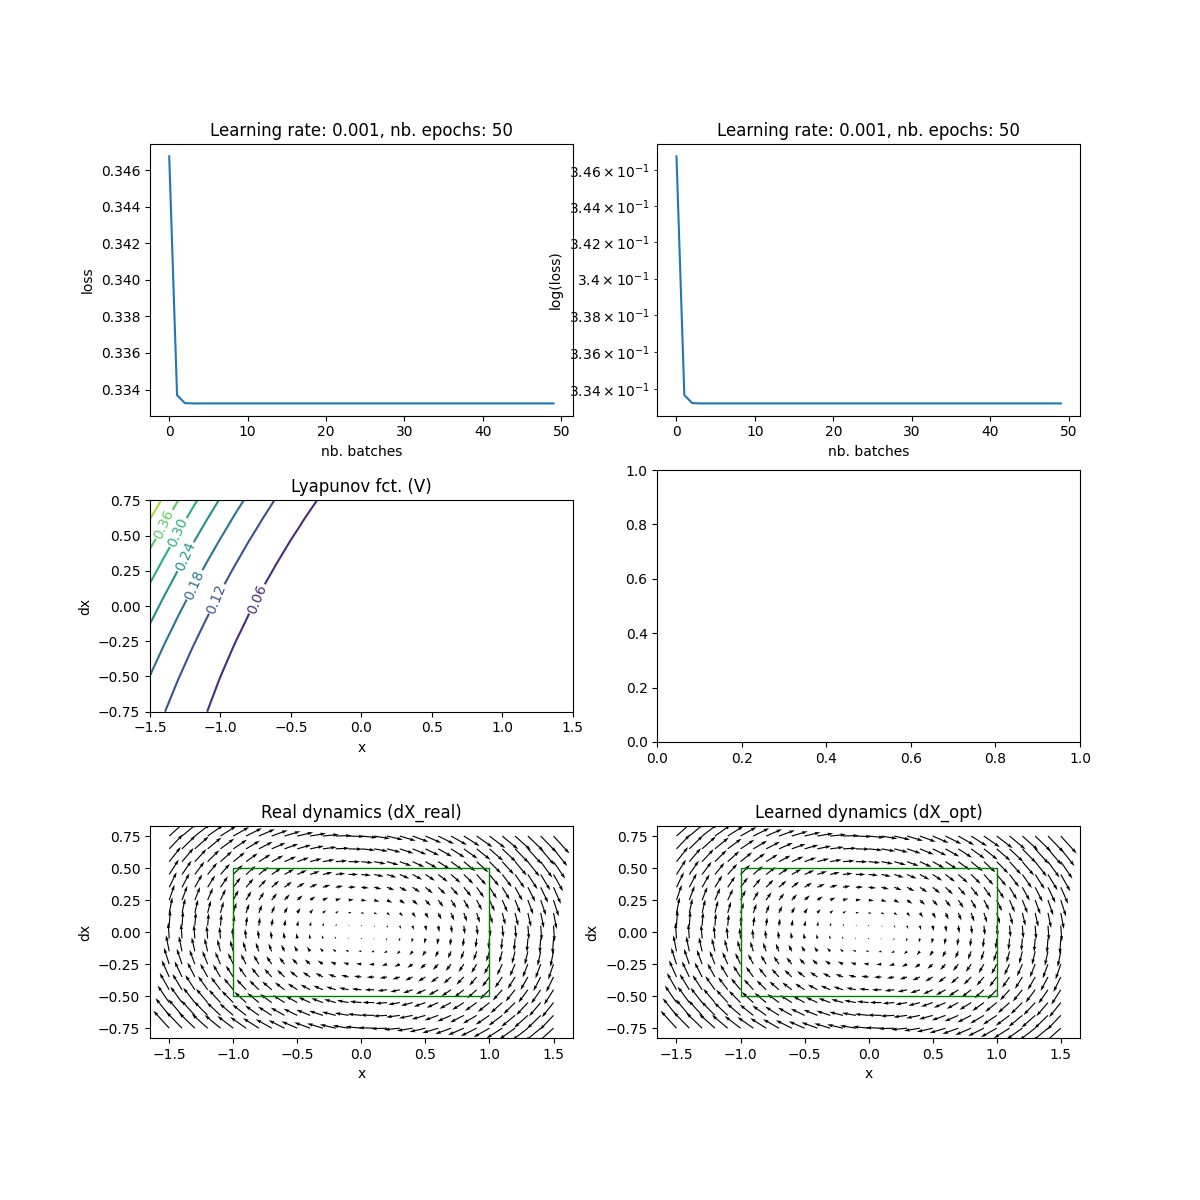 Learning rate: 0.001, nb. epochs: 50
0.346
0.344
0.342
0.340
0.338
0.336
0.334
loss
0 10 20 30 40 50
nb. batches
Learning rate: 0.001, nb. epochs: 50
3.46 × 10⁻¹
3.44 × 10⁻¹
3.42 × 10⁻¹
3.4 × 10⁻¹
3.38 × 10⁻¹
3.36 × 10⁻¹
3.34 × 10⁻¹
log(loss)
0 10 20 30 40 50
nb. batches
Lyapunov fct. (V)
0.75
0.50
0.25
0.00
−0.25
−0.50
−0.75
dx
0.36
0.30
0.24
0.18
0.12
0.06
−1.5 −1.0 −0.5 0.0 0.5 1.0 1.5
x
1.0
0.8
0.6
0.4
0.2
0.0
0.0 0.2 0.4 0.6 0.8 1.0
Real dynamics (dX_real)
0.75
0.50
0.25
0.00
−0.25
−0.50
−0.75
dx
−1.5 −1.0 −0.5 0.0 0.5 1.0 1.5
x
Learned dynamics (dX_opt)
0.75
0.50
0.25
0.00
−0.25
−0.50
−0.75
dx
−1.5 −1.0 −0.5 0.0 0.5 1.0 1.5
x